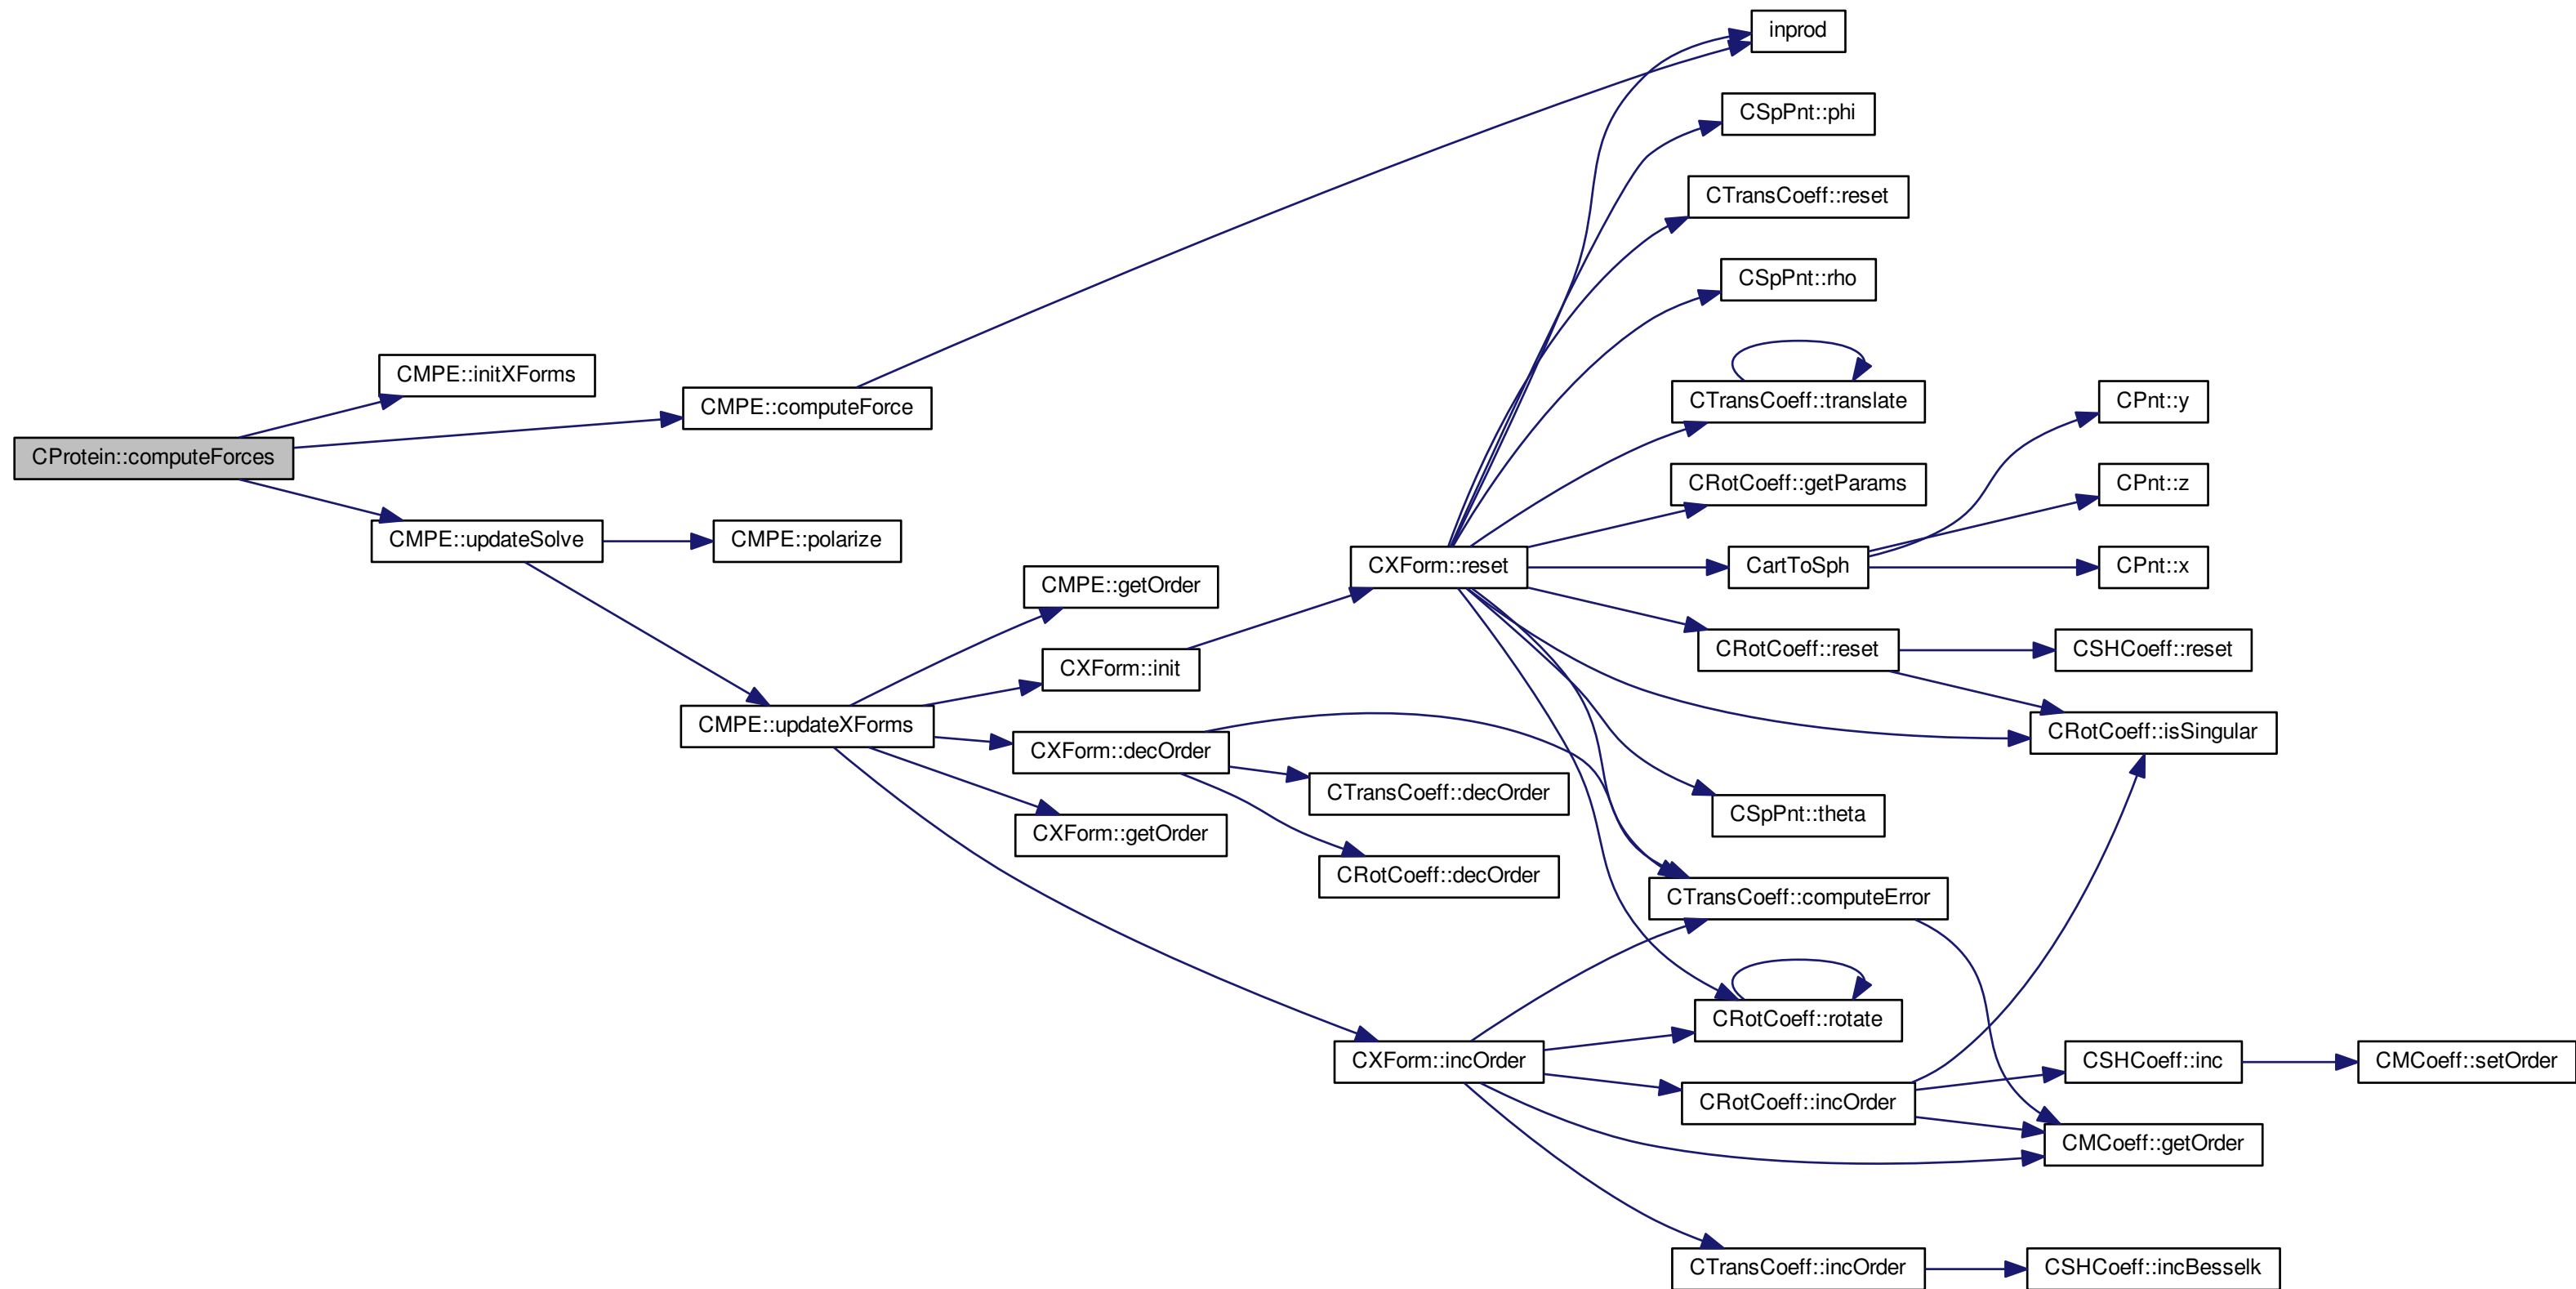 inprod
CSpPnt::phi
CTransCoeff::reset
CSpPnt::rho
CMPE::initXForms
CMPE::computeForce
CTransCoeff::translate
CPnt::y
CProtein::computeForces
CRotCoeff::getParams
CPnt::z
CMPE::updateSolve
CMPE::polarize
CXForm::reset
CartToSph
CPnt::x
CMPE::getOrder
CXForm::init
CRotCoeff::reset
CSHCoeff::reset
CMPE::updateXForms
CXForm::decOrder
CRotCoeff::isSingular
CTransCoeff::decOrder
CSpPnt::theta
CXForm::getOrder
CRotCoeff::decOrder
CTransCoeff::computeError
CRotCoeff::rotate
CXForm::incOrder
CSHCoeff::inc
CMCoeff::setOrder
CRotCoeff::incOrder
CMCoeff::getOrder
CTransCoeff::incOrder
CSHCoeff::incBesselk